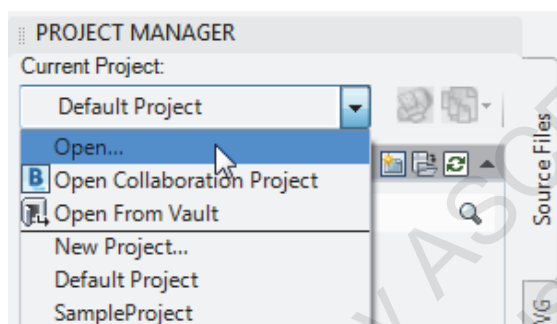 PROJECT MANAGER
Current Project:
Default Project
Open...
B Open Collaboration Project
Open From Vault
New Project...
Default Project
SampleProject
Source Files